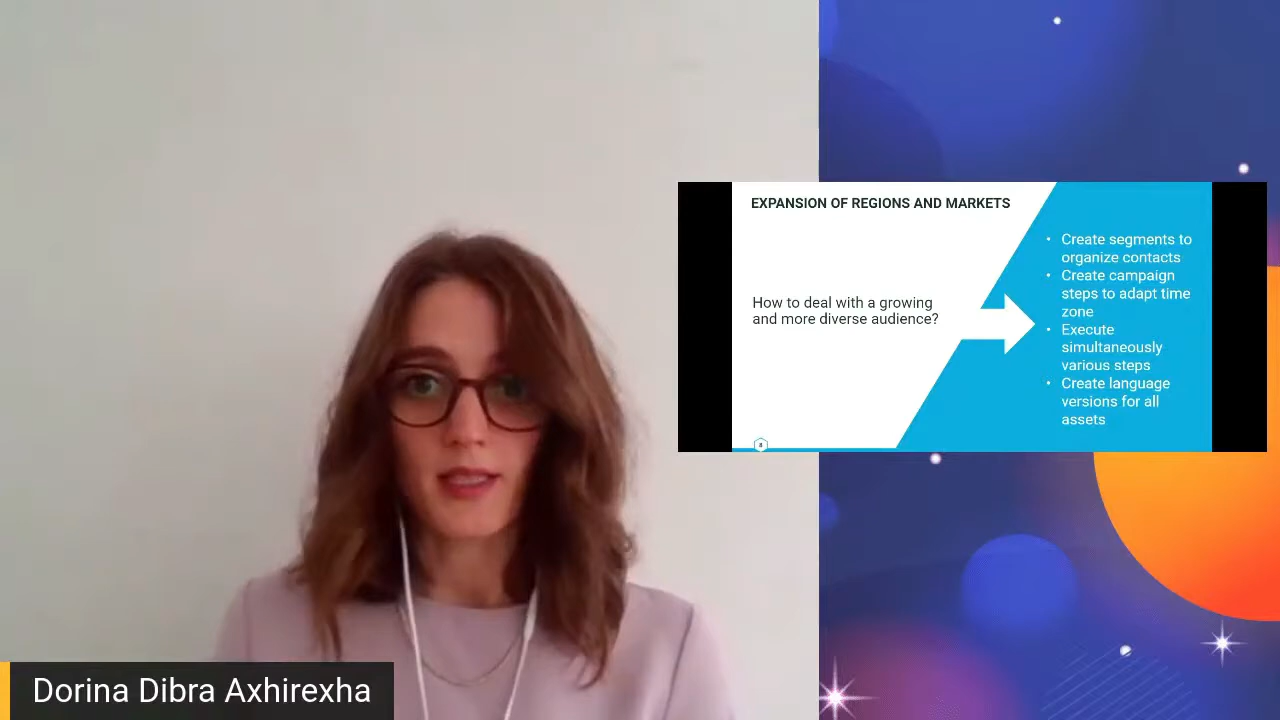 EXPANSION OF REGIONS AND MARKETS
How to deal with a growing
and more diverse audience?
• Create segments to
organize contacts
• Create campaign
steps to adapt time
zone
• Execute
simultaneously
various steps
• Create language
versions for all
assets
Dorina Dibra Axhirexha